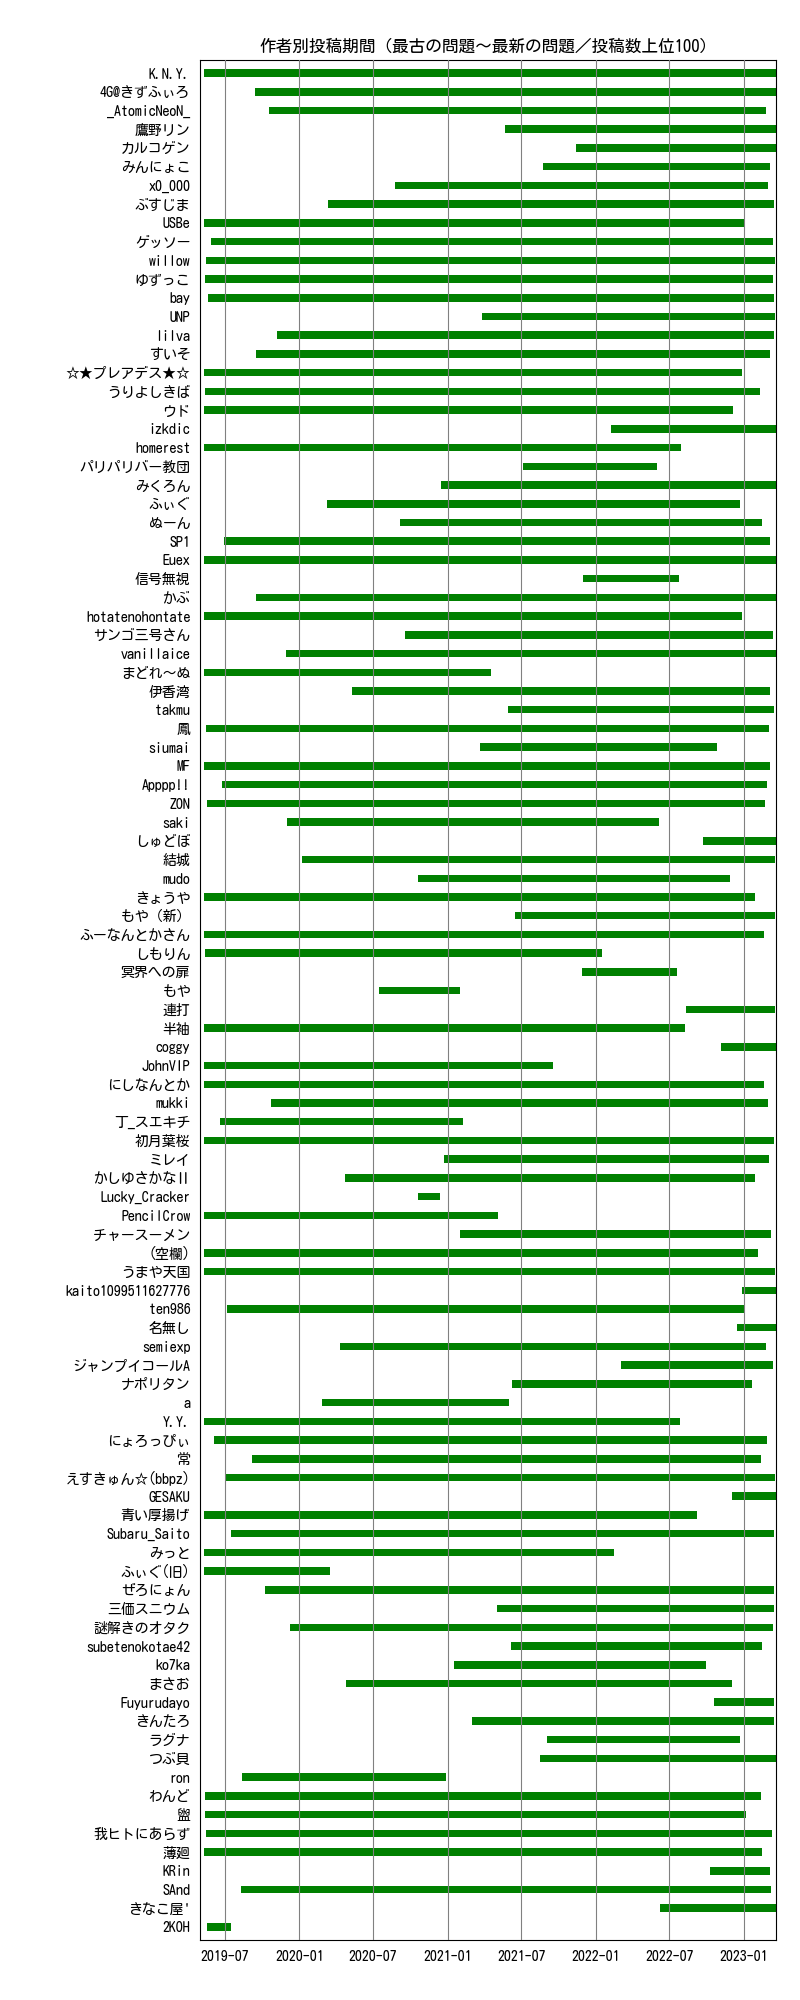 作者別投稿期間（最古の問題～最新の問題／投稿数上位100）
K.N.Y.
4G@きずふぃろ
_AtomicNeoN_
鷹野リン
カルコゲン
みんにょこ
x0_000
ぶすじま
USBe
ゲッソー
willow
ゆずっこ
bay
UNP
lilva
すいそ
☆★プレアデス★☆
うりよしきば
ウド
izkdic
homerest
パリパリバー教団
みくろん
ふぃぐ
ぬーん
SP1
Euex
信号無視
かぶ
hotatenohontate
サンゴ三号さん
vanillaice
まどれ～ぬ
伊香湾
takmu
鳳
siumai
MF
AppppII
ZON
saki
しゅどぼ
結城
mudo
きょうや
もや（新）
ふーなんとかさん
しもりん
冥界への扉
もや
連打
半袖
coggy
JohnVIP
にしなんとか
mukki
丁_スエキチ
初月葉桜
ミレイ
かしゆさかなII
Lucky_Cracker
PencilCrow
チャースーメン
(空欄)
うまや天国
kaito1099511627776
ten986
名無し
semiexp
ジャンプイコールA
ナポリタン
a
Y.Y.
にょろっぴぃ
常
えすきゅん☆(bbpz)
GESAKU
青い厚揚げ
Subaru_Saito
みっと
ふぃぐ(旧)
ぜろにょん
三価スニウム
謎解きのオタク
subetenokotae42
ko7ka
まさお
Fuyurudayo
きんたろ
ラグナ
つぶ貝
ron
わんど
我ヒトにあらず
薄廻
KRin
SAnd
きなこ屋'
2KOH
2019-07 2020-01 2020-07 2021-01 2021-07 2022-01 2022-07 2023-01